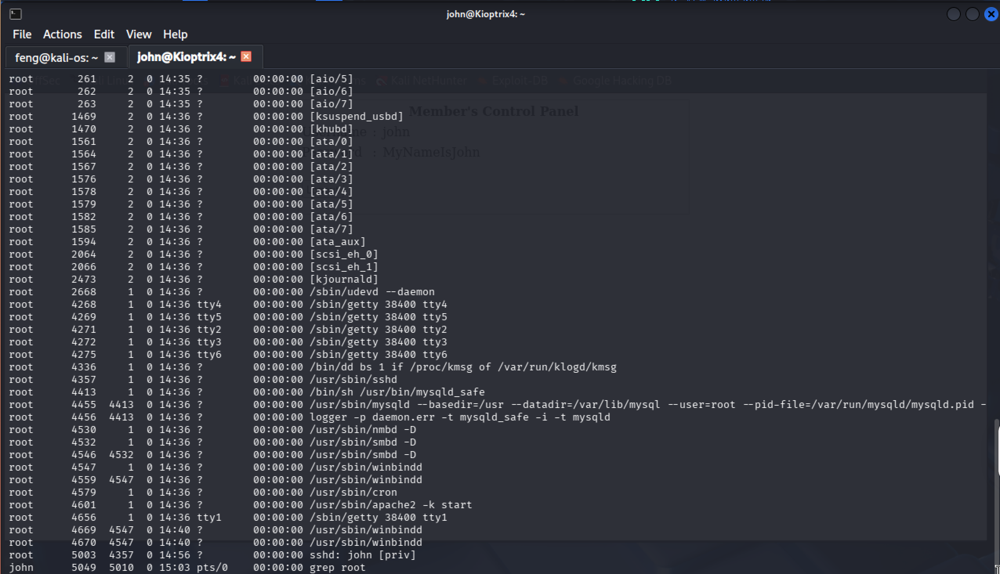 john@Kioptrix4: ~
File Actions Edit View Help
feng@kali-os: ~ john@Kioptrix4: ~
OffSec Kali Linux Kali NetHunter Exploit-DB Google Hacking DB
root 261 2 0 14:35 ? 00:00:00 [aio/5]
root 262 2 0 14:35 ? 00:00:00 [aio/6]
root 263 2 0 14:35 ? 00:00:00 [aio/7]
Member's Control Panel
root 1469 2 0 14:36 ? 00:00:00 [ksuspend_usbd]
root 1470 2 0 14:36 ? 00:00:00 [khubd]
Username : john
root 1561 2 0 14:36 ? 00:00:00 [ata/0]
root 1564 2 0 14:36 ? 00:00:00 [ata/1]
Password : MyNameIsJohn
root 1567 2 0 14:36 ? 00:00:00 [ata/2]
root 1576 2 0 14:36 ? 00:00:00 [ata/3]
root 1578 2 0 14:36 ? 00:00:00 [ata/4]
root 1579 2 0 14:36 ? 00:00:00 [ata/5]
root 1582 2 0 14:36 ? 00:00:00 [ata/6]
root 1585 2 0 14:36 ? 00:00:00 [ata/7]
root 1594 2 0 14:36 ? 00:00:00 [ata_aux]
root 2064 2 0 14:36 ? 00:00:00 [scsi_eh_0]
root 2066 2 0 14:36 ? 00:00:00 [scsi_eh_1]
root 2473 2 0 14:36 ? 00:00:00 [kjournald]
root 2668 1 0 14:36 ? 00:00:00 /sbin/udevd --daemon
root 4268 1 0 14:36 tty4 00:00:00 /sbin/getty 38400 tty4
root 4269 1 0 14:36 tty5 00:00:00 /sbin/getty 38400 tty5
root 4271 1 0 14:36 tty2 00:00:00 /sbin/getty 38400 tty2
root 4272 1 0 14:36 tty3 00:00:00 /sbin/getty 38400 tty3
root 4275 1 0 14:36 tty6 00:00:00 /sbin/getty 38400 tty6
root 4336 1 0 14:36 ? 00:00:00 /bin/dd bs 1 if /proc/kmsg of /var/run/klogd/kmsg
root 4357 1 0 14:36 ? 00:00:00 /usr/sbin/sshd
root 4413 1 0 14:36 ? 00:00:00 /bin/sh /usr/bin/mysqld_safe
root 4455 4413 0 14:36 ? 00:00:00 /usr/sbin/mysqld --basedir=/usr --datadir=/var/lib/mysql --user=root --pid-file=/var/run/mysqld/mysqld.pid -
root 4456 4413 0 14:36 ? 00:00:00 logger -p daemon.err -t mysqld_safe -i -t mysqld
root 4530 1 0 14:36 ? 00:00:00 /usr/sbin/nmbd -D
root 4532 1 0 14:36 ? 00:00:00 /usr/sbin/smbd -D
root 4546 4532 0 14:36 ? 00:00:00 /usr/sbin/smbd -D
root 4547 1 0 14:36 ? 00:00:00 /usr/sbin/winbindd
root 4559 4547 0 14:36 ? 00:00:00 /usr/sbin/winbindd
root 4579 1 0 14:36 ? 00:00:00 /usr/sbin/cron
root 4601 1 0 14:36 ? 00:00:00 /usr/sbin/apache2 -k start
root 4656 1 0 14:36 tty1 00:00:00 /sbin/getty 38400 tty1
root 4669 4547 0 14:40 ? 00:00:00 /usr/sbin/winbindd
root 4670 4547 0 14:40 ? 00:00:00 /usr/sbin/winbindd
root 5003 4357 0 14:56 ? 00:00:00 sshd: john [priv]
john 5049 5010 0 15:03 pts/0 00:00:00 grep root